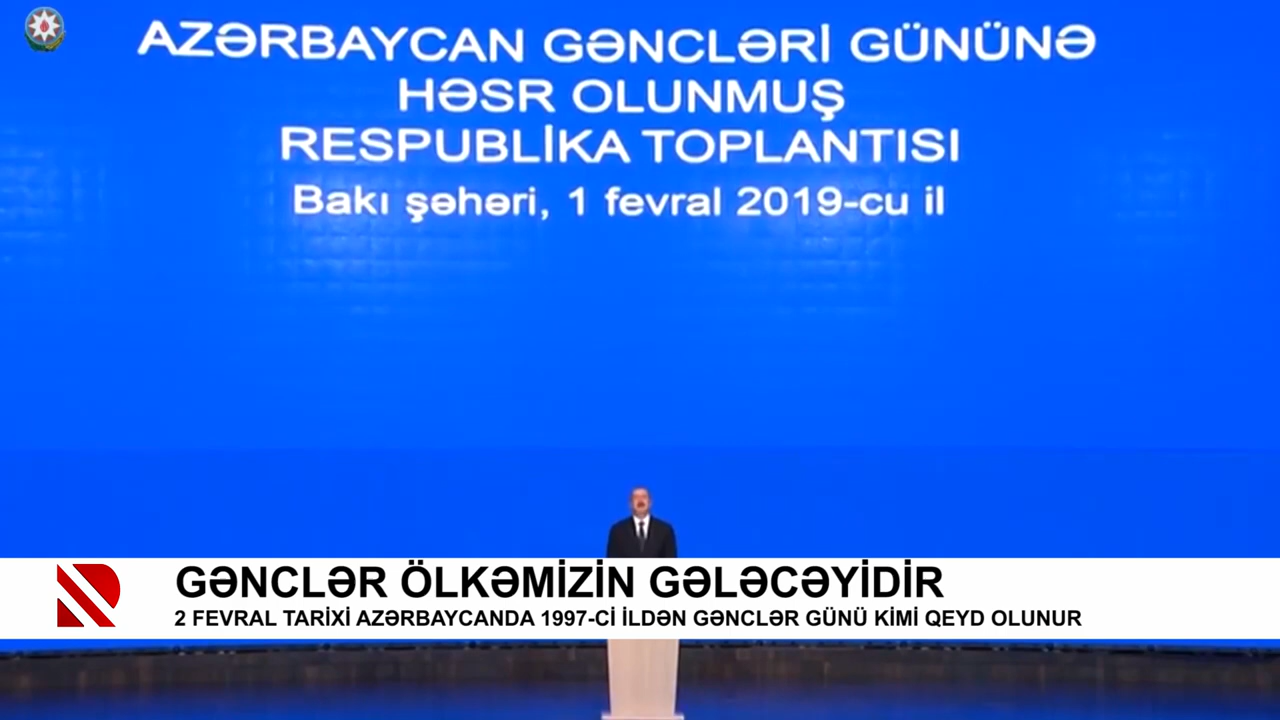 AZƏRBAYCAN GƏNCLƏRİ GÜNÜNƏ
HƏSR OLUNMUŞ
RESPUBLİKA TOPLANTISI
Bakı şəhəri, 1 fevral 2019-cu il
GƏNCLƏR ÖLKƏMİZİN GƏLƏCƏYİDİR
2 FEVRAL TARİXİ AZƏRBAYCANDA 1997-Cİ İLDƏN GƏNCLƏR GÜNÜ KİMİ QEYD OLUNUR